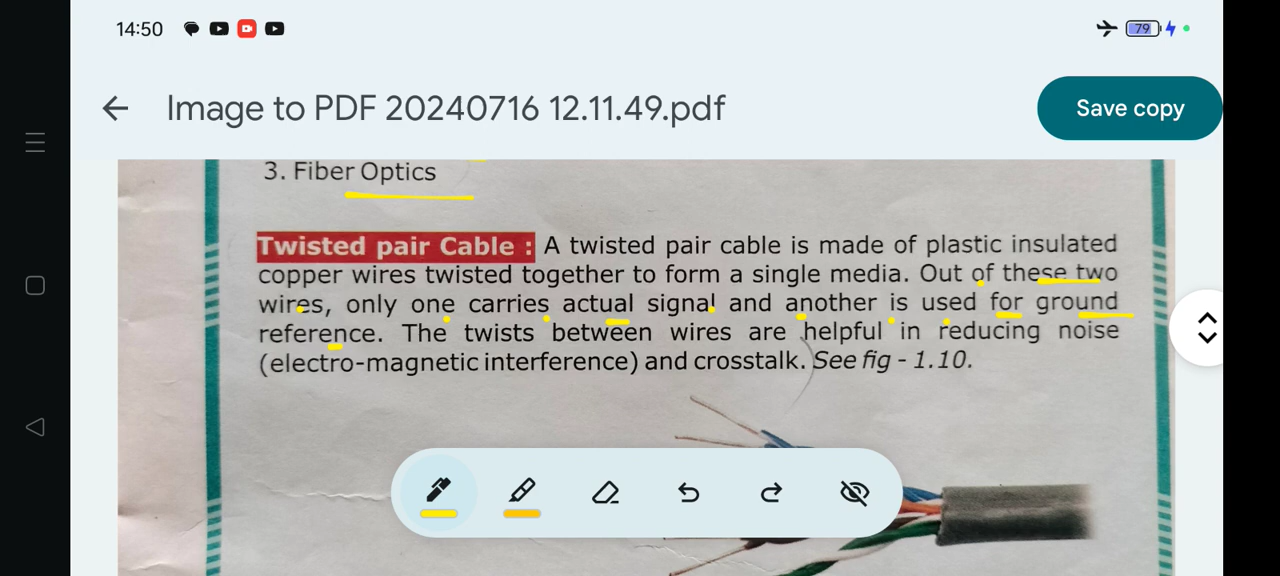 14:50
79
Image to PDF 20240716 12.11.49.pdf
Save copy
3. Fiber Optics
Twisted pair Cable : A twisted pair cable is made of plastic insulated
copper wires twisted together to form a single media. Out of these two
wires, only one carries actual signal and another is used for ground
reference. The twists between wires are helpful in reducing noise
(electro-magnetic interference) and crosstalk. See fig - 1.10.